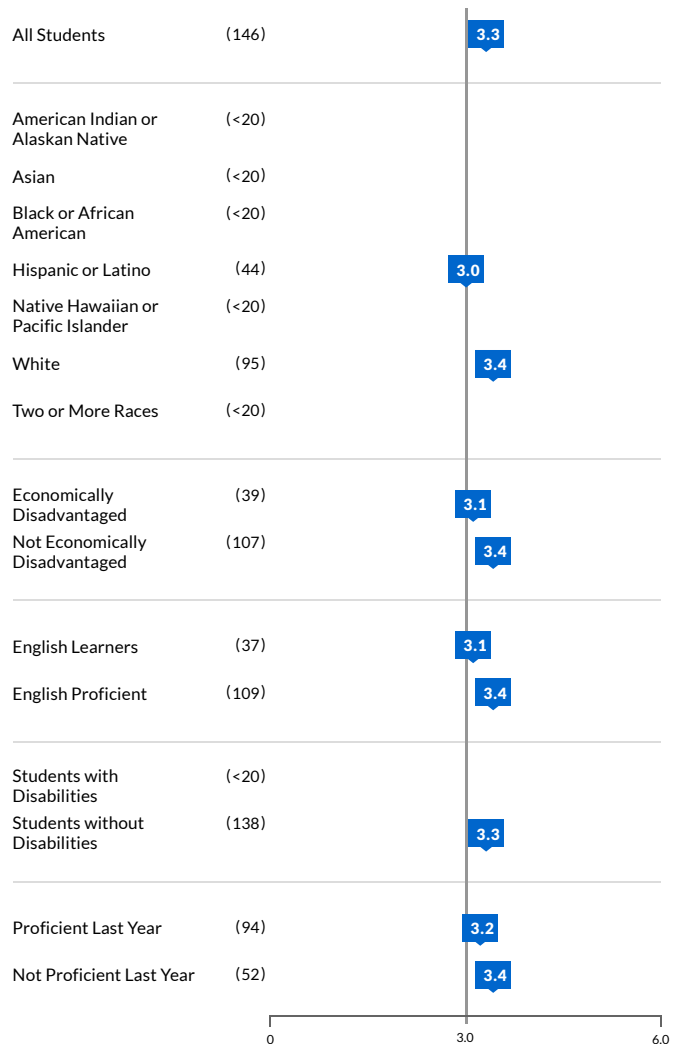 All Students (146) 3.3
American Indian or (<20)
Alaskan Native
Asian (<20)
Black or African (<20)
American
Hispanic or Latino (44) 3.0
Native Hawaiian or (<20)
Pacific Islander
White (95) 3.4
Two or More Races (<20)
Economically (39) 3.1
Disadvantaged
Not Economically (107) 3.4
Disadvantaged
English Learners (37) 3.1
English Proficient (109) 3.4
Students with (<20)
Disabilities
Students without (138) 3.3
Disabilities
Proficient Last Year (94) 3.2
Not Proficient Last Year (52) 3.4
0 3.0 6.0